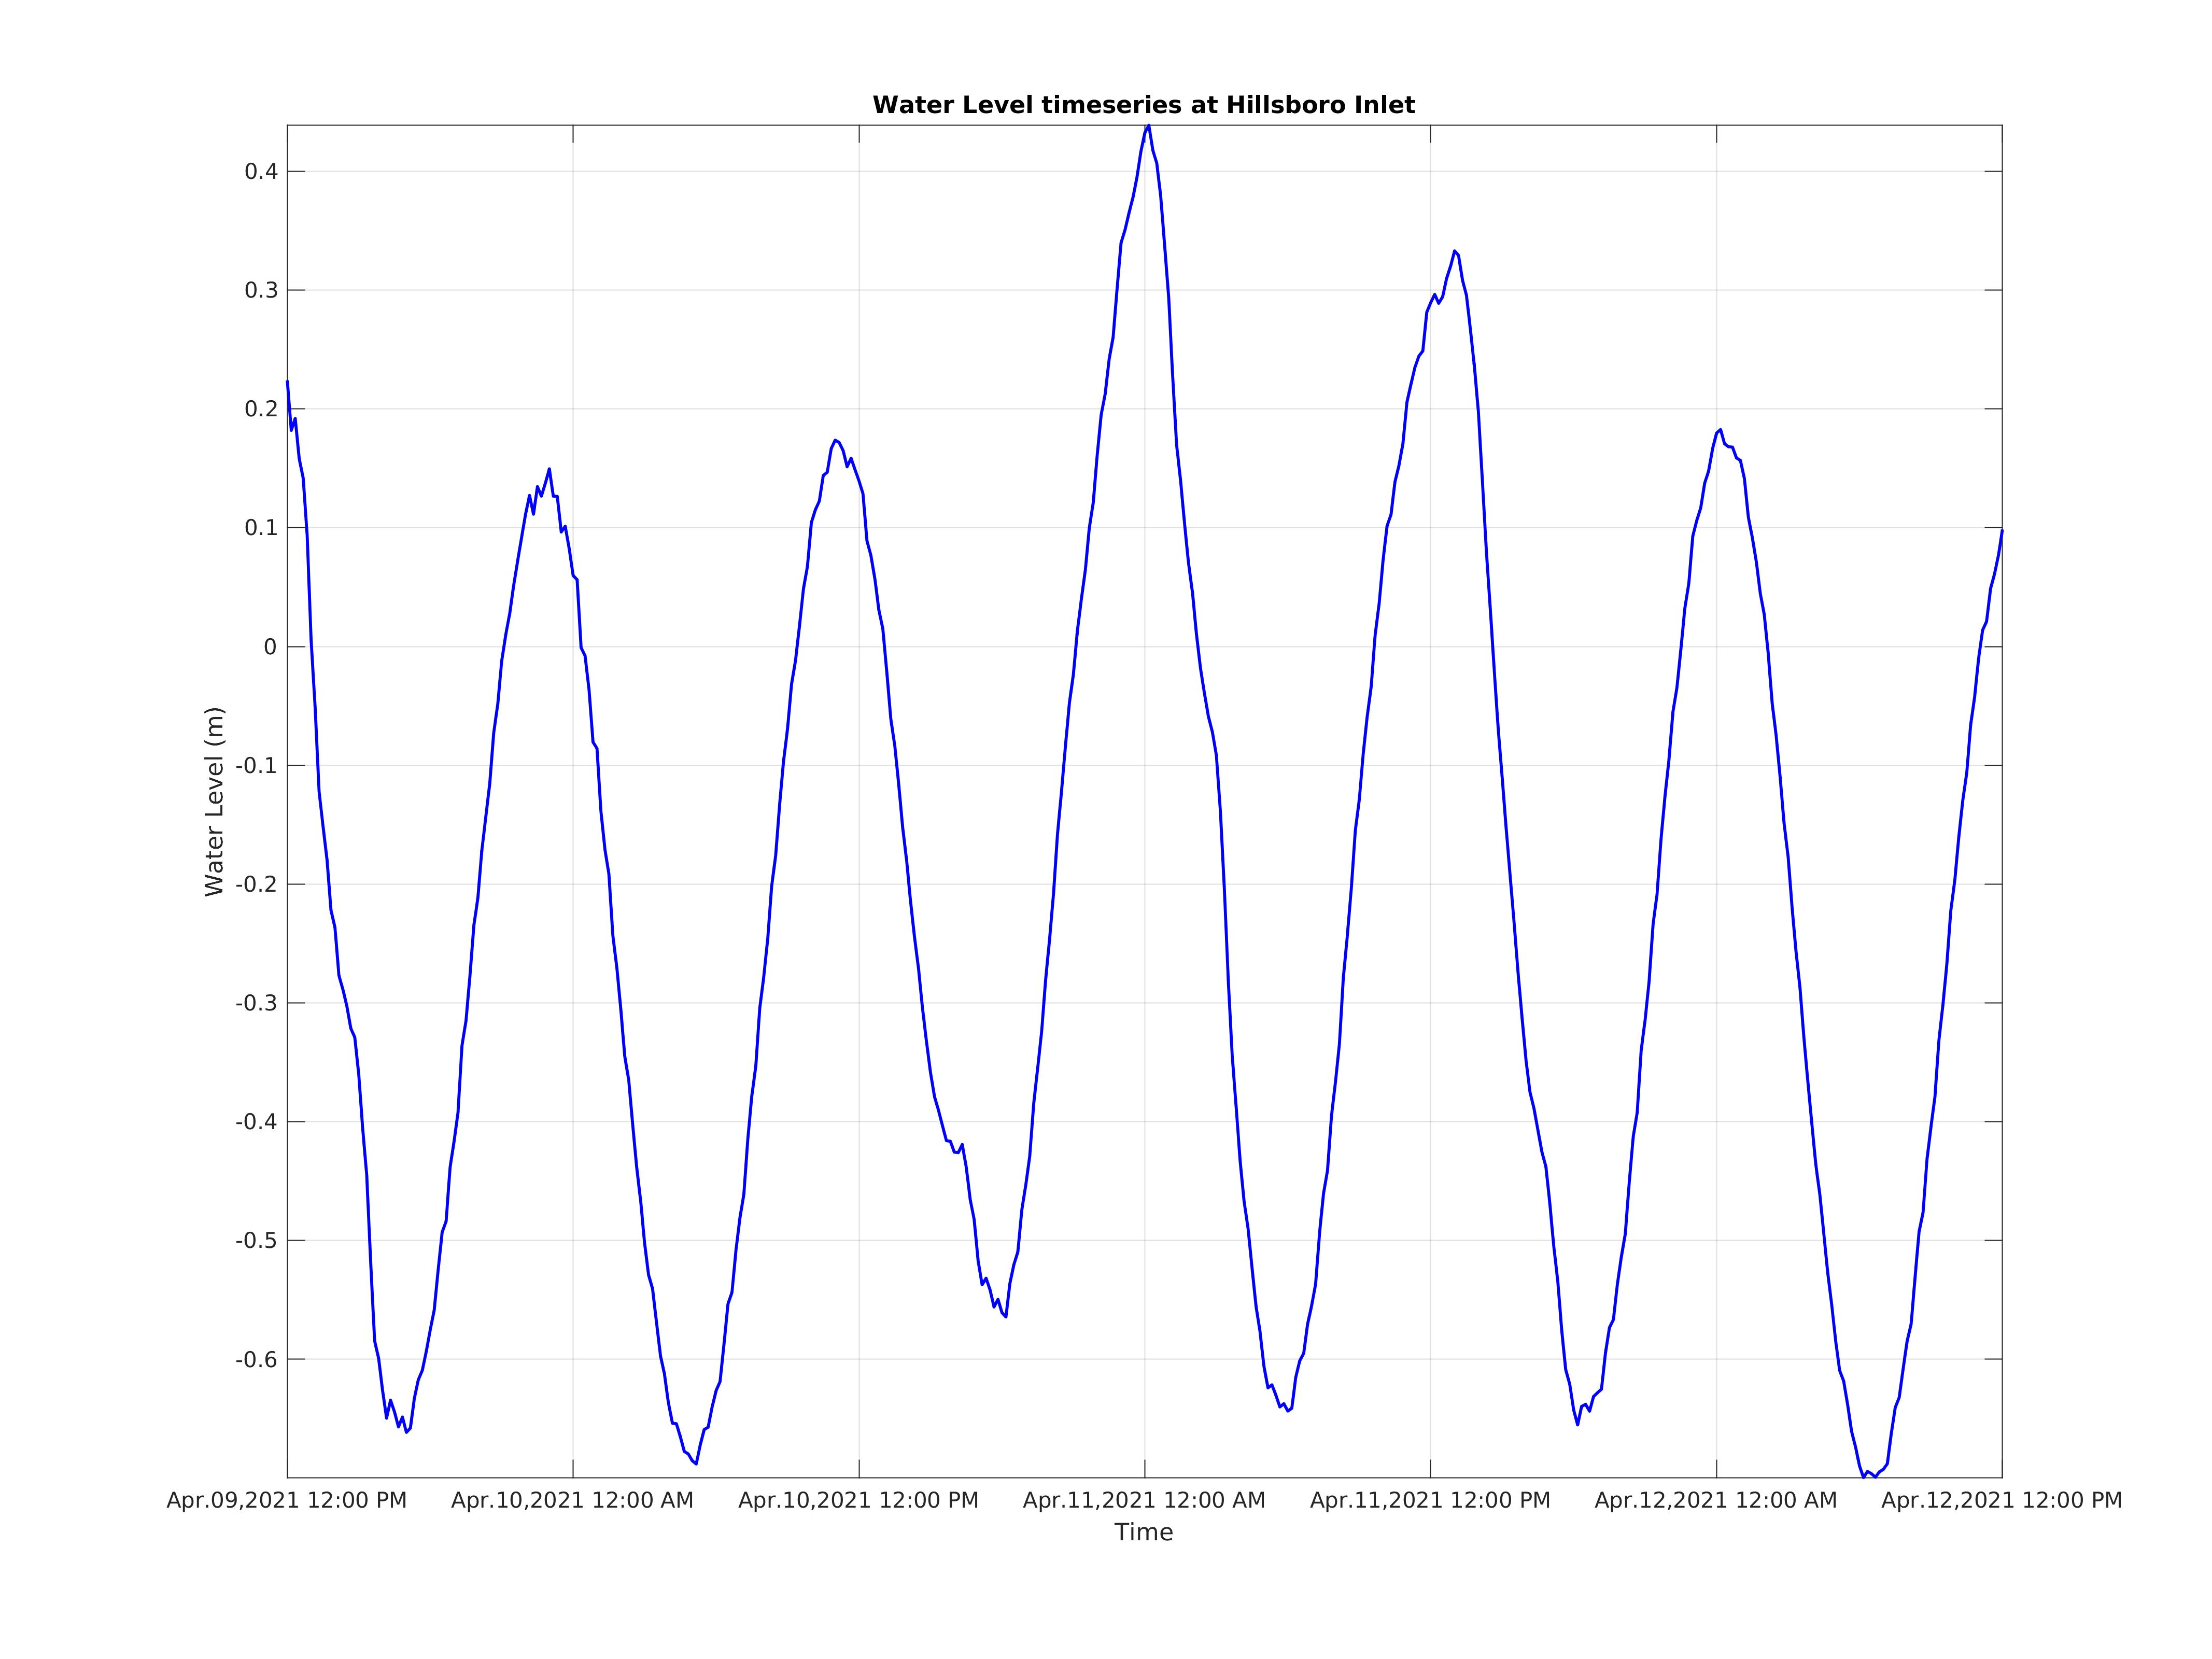 Water Level timeseries at Hillsboro Inlet
0.4
0.3
0.2
0.1
0
-0.1
-0.2
-0.3
-0.4
-0.5
-0.6
Water Level (m)
Apr.09,2021 12:00 PM Apr.10,2021 12:00 AM Apr.10,2021 12:00 PM Apr.11,2021 12:00 AM Apr.11,2021 12:00 PM Apr.12,2021 12:00 AM Apr.12,2021 12:00 PM
Time